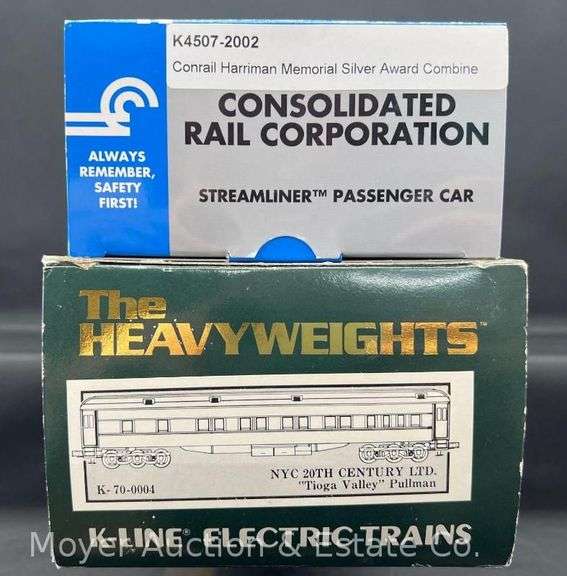 K4507-2002
Conrail Harriman Memorial Silver Award Combine
CONSOLIDATED
RAIL CORPORATION
STREAMLINER™ PASSENGER CAR
ALWAYS
REMEMBER,
SAFETY
FIRST!
The
HEAVYWEIGHTS™
NYC 20TH CENTURY LTD.
K-70-0004
"Tioga Valley" Pullman
K-LINE® ELECTRIC TRAINS
Moyer Auction & Estate Co.